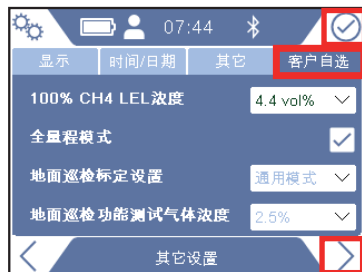 07:44
显示 时间/日期 其它 客户自选
100% CH4 LEL浓度 4.4 vol%
全量程模式
地面巡检标定设置 通用模式
地面巡检功能测试气体浓度 2.5%
其它设置